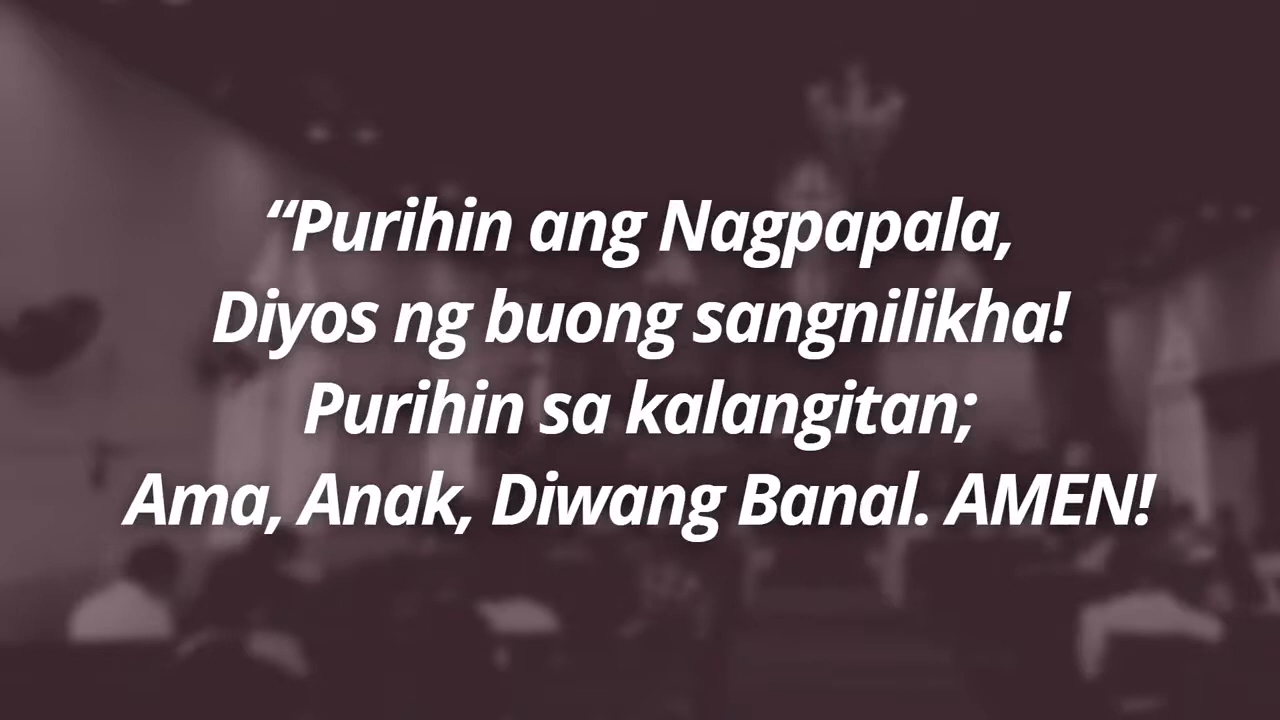 “Purihin ang Nagpapala,
Diyos ng buong sangnilikha!
Purihin sa kalangitan;
Ama, Anak, Diwang Banal. AMEN!